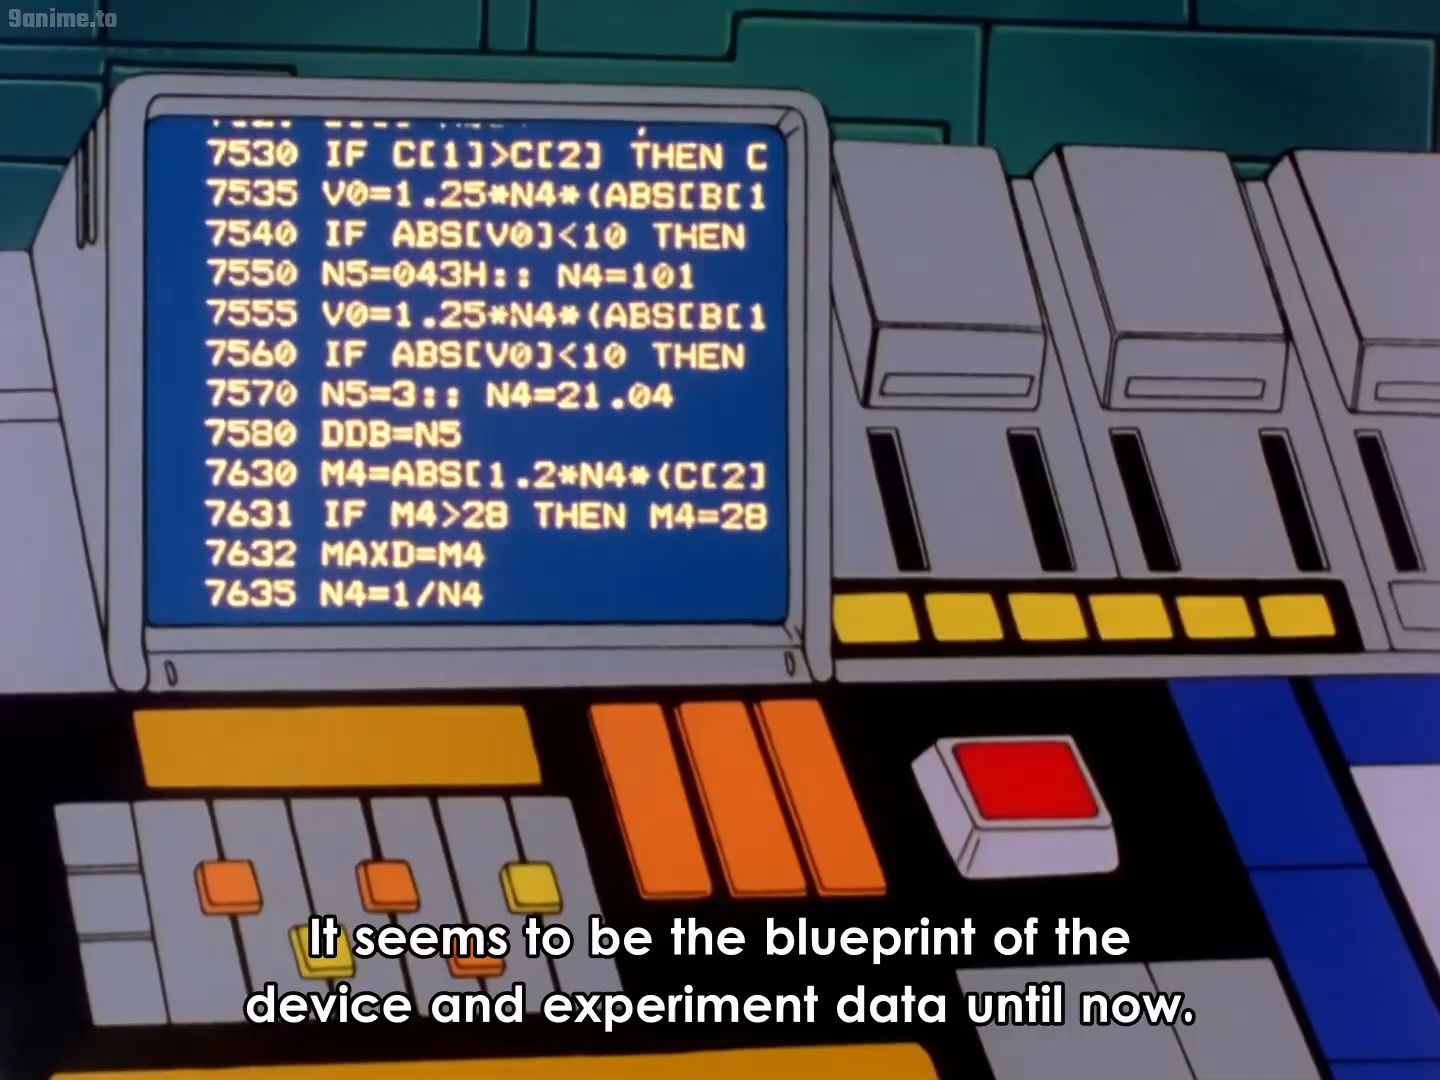 9anime.to
7530 IF C[1]>C[2] THEN C
7535 V0=1.25*N4*(ABS[B[1
7540 IF ABS[V0]<10 THEN
7550 N5=043H:: N4=101
7555 V0=1.25*N4*(ABS[B[1
7560 IF ABS[V0]<10 THEN
7570 N5=3:: N4=21.04
7580 DDB=N5
7630 M4=ABS[1.2*N4*(C[2]
7631 IF M4>28 THEN M4=28
7632 MAXD=M4
7635 N4=1/N4
It seems to be the blueprint of the
device and experiment data until now.